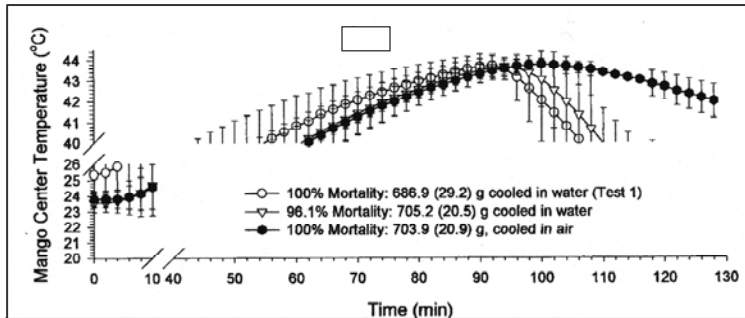 Mango Center Temperature (°C)
44
43
42
41
40
26
25
24
23
22
21
20
100% Mortality: 686.9 (29.2) g cooled in water (Test 1)
96.1% Mortality: 705.2 (20.5) g cooled in water
100% Mortality: 703.9 (20.9) g, cooled in air
0 10 40 50 60 70 80 90 100 110 120 130
Time (min)